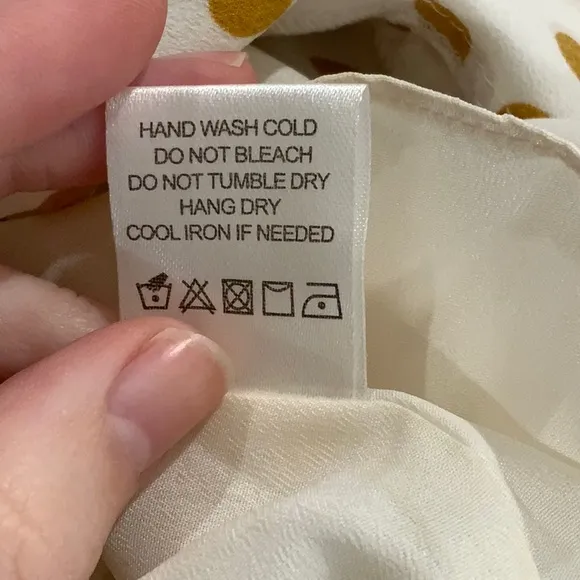 HAND WASH COLD
DO NOT BLEACH
DO NOT TUMBLE DRY
HANG DRY
COOL IRON IF NEEDED